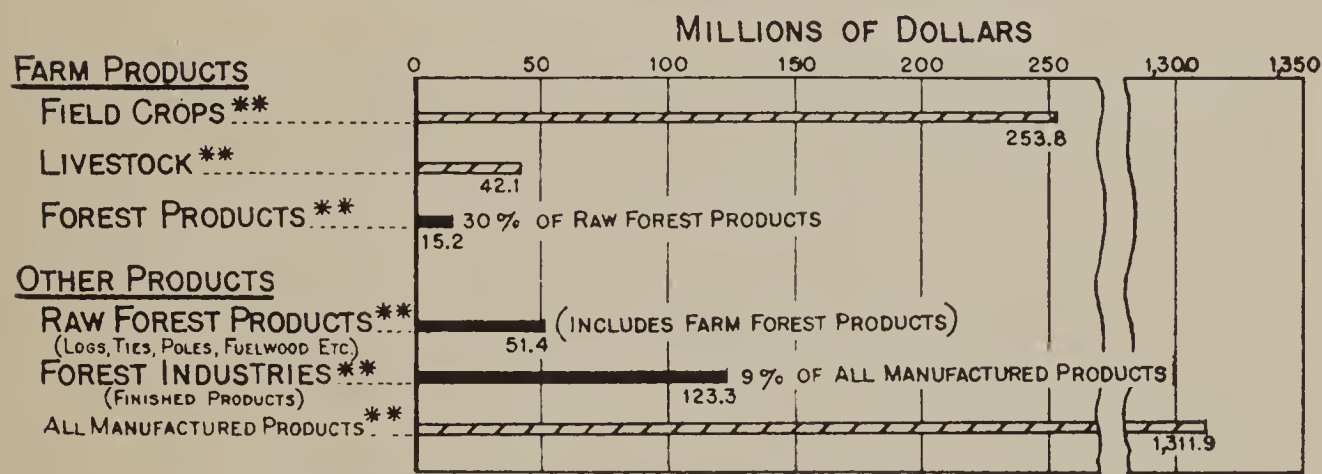 MILLIONS OF DOLLARS
0 50 100 150 200 250 1,300 1,350
FARM PRODUCTS
FIELD CROPS**
253.8
LIVESTOCK**
42.1
FOREST PRODUCTS** 30% OF RAW FOREST PRODUCTS
15.2
OTHER PRODUCTS
RAW FOREST PRODUCTS** (INCLUDES FARM FOREST PRODUCTS)
(LOGS, TIES, POLES, FUELWOOD ETC.) 51.4
FOREST INDUSTRIES** 9% OF ALL MANUFACTURED PRODUCTS
(FINISHED PRODUCTS) 123.3
ALL MANUFACTURED PRODUCTS**
1,311.9